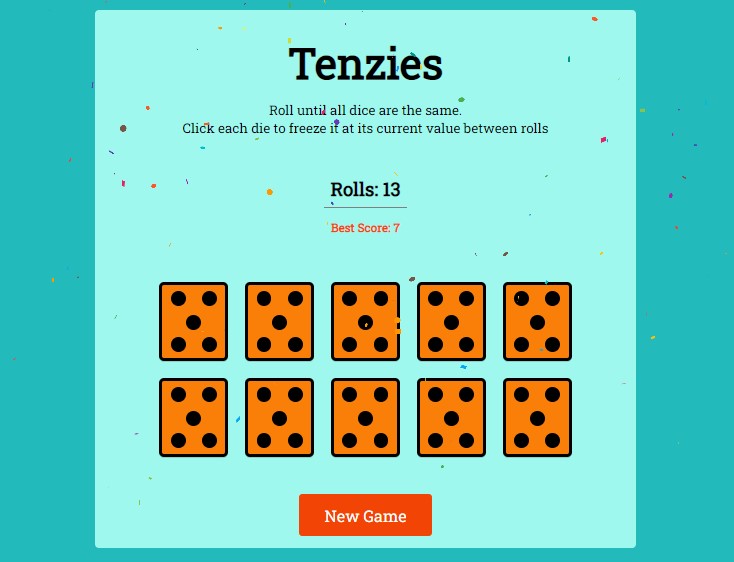 Tenzies
Roll until all dice are the same.
Click each die to freeze it at its current value between rolls
Rolls: 13
Best Score: 7
New Game